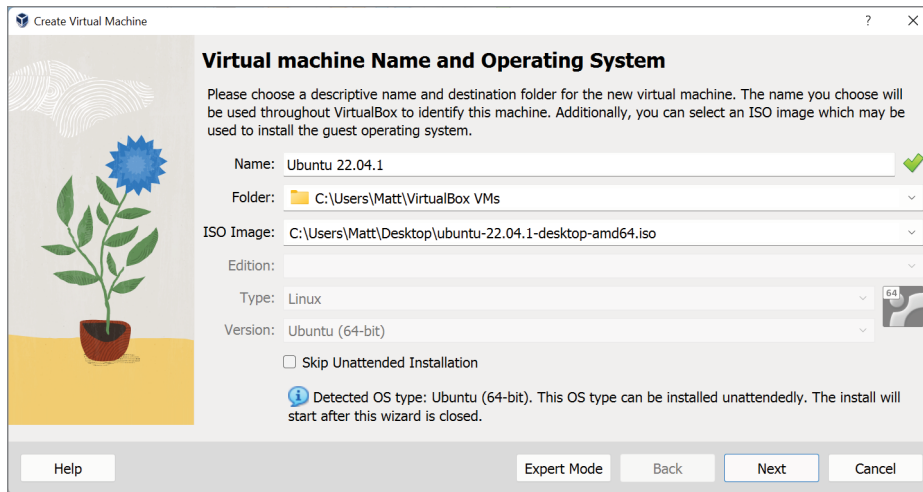 Create Virtual Machine
?
Virtual machine Name and Operating System
Please choose a descriptive name and destination folder for the new virtual machine. The name you choose will
be used throughout VirtualBox to identify this machine. Additionally, you can select an ISO image which may be
used to install the guest operating system.
Name: Ubuntu 22.04.1
Folder: C:\Users\Matt\VirtualBox VMs
ISO Image: C:\Users\Matt\Desktop\ubuntu-22.04.1-desktop-amd64.iso
Edition:
Type: Linux
64
Version: Ubuntu (64-bit)
Skip Unattended Installation
Detected OS type: Ubuntu (64-bit). This OS type can be installed unattendedly. The install will
start after this wizard is closed.
Help Expert Mode Back Next Cancel